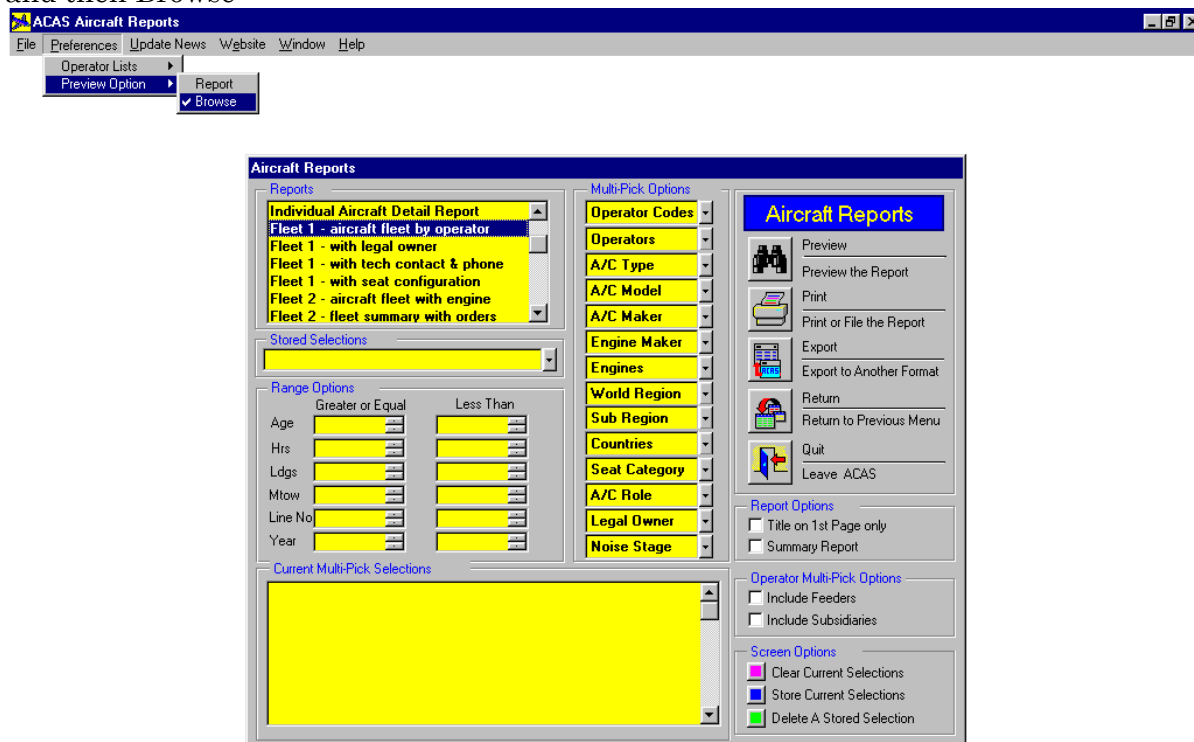 and then Browse
ACAS Aircraft Reports
File Preferences Update News Website Window Help
Operator Lists
Preview Option
Report
Browse
Aircraft Reports
Reports
Individual Aircraft Detail Report
Fleet 1 - aircraft fleet by operator
Fleet 1 - with legal owner
Fleet 1 - with tech contact & phone
Fleet 1 - with seat configuration
Fleet 2 - aircraft fleet with engine
Fleet 2 - fleet summary with orders
Stored Selections
Range Options
Greater or Equal Less Than
Age
Hrs
Ldgs
Mtow
Line No
Year
Multi-Pick Options
Operator Codes
Operators
A/C Type
A/C Model
A/C Maker
Engine Maker
Engines
World Region
Sub Region
Countries
Seat Category
A/C Role
Legal Owner
Noise Stage
Current Multi-Pick Selections
Aircraft Reports
Preview
Preview the Report
Print
Print or File the Report
Export
ACAS
Export to Another Format
Return
Return to Previous Menu
Quit
Leave ACAS
Report Options
Title on 1st Page only
Summary Report
Operator Multi-Pick Options
Include Feeders
Include Subsidiaries
Screen Options
Clear Current Selections
Store Current Selections
Delete A Stored Selection